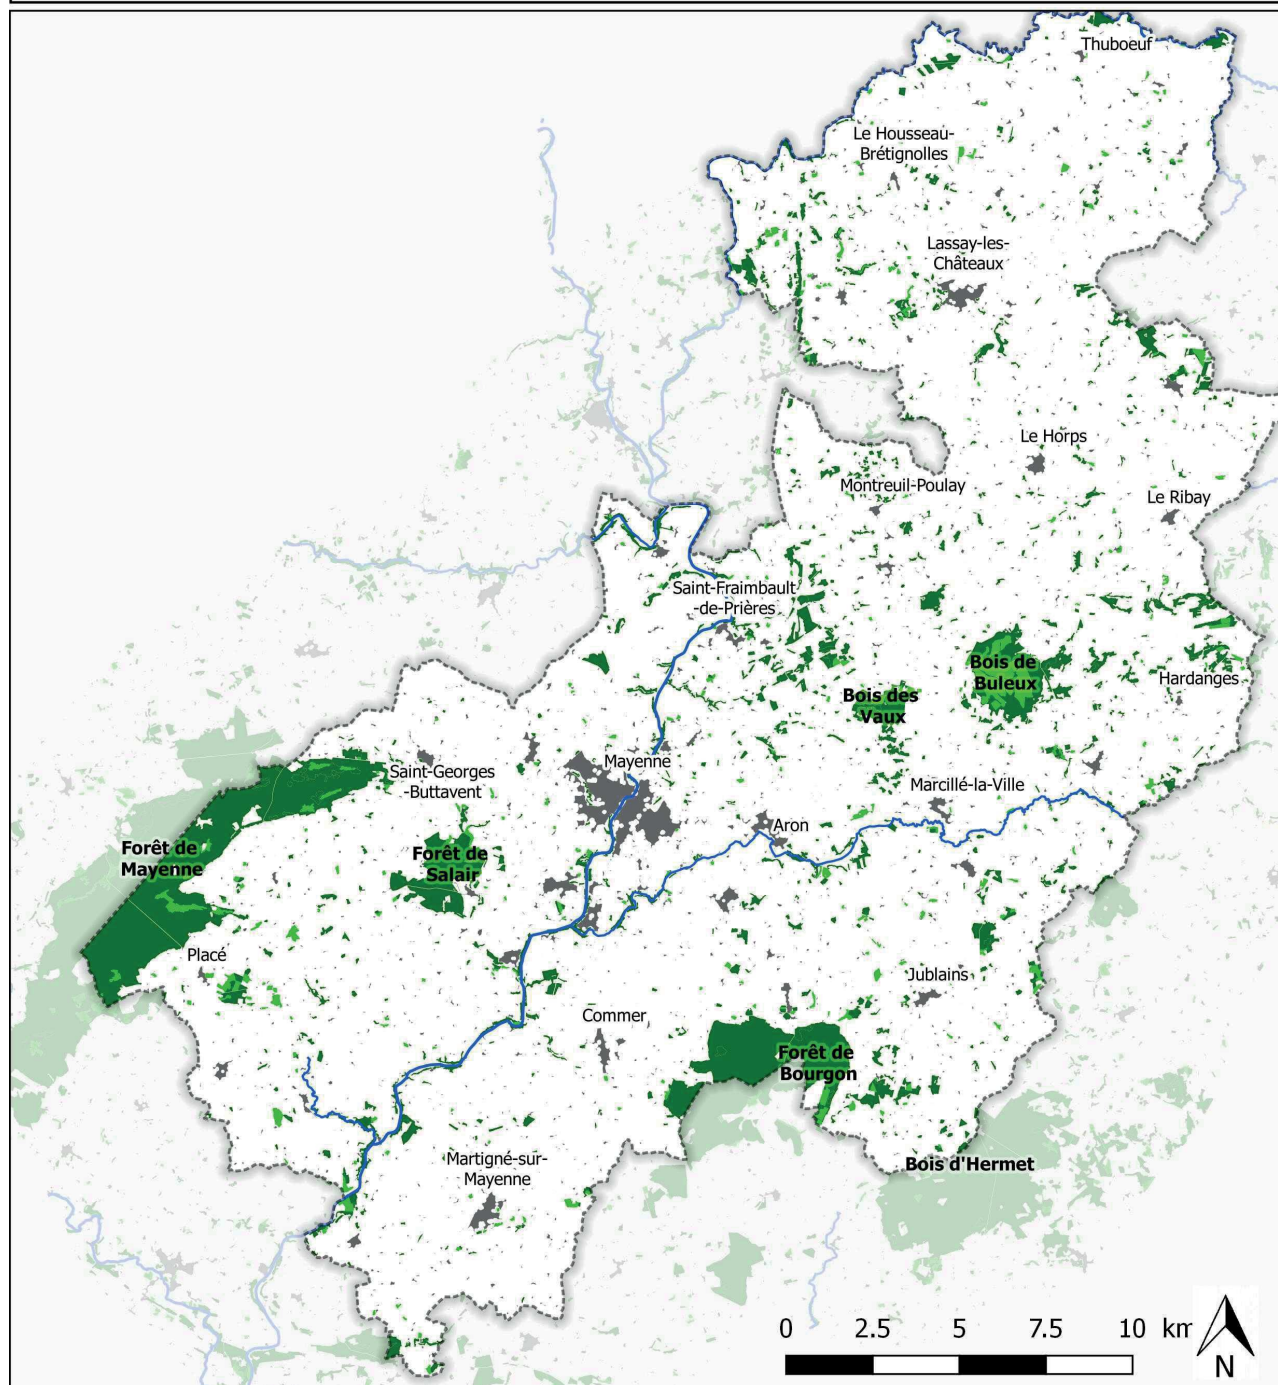 Thuboeuf
Le Housseau-
Brétignolles
Lassay-les-
Châteaux
Le Horps
Montreuil-Poulay
Le Ribay
Saint-Fraimbault
-de-Prières
Bois de
Buleux
Hardanges
Bois des
Vaux
Mayenne
Saint-Georges
-Buttavent
Marcillé-la-Ville
Aron
Forêt de
Mayenne
Forêt de
Salair
Placé
Jublains
Commer
Forêt de
Bourgon
Martigné-sur-
Mayenne
Bois d'Hermet
0 2.5 5 7.5 10 km
N